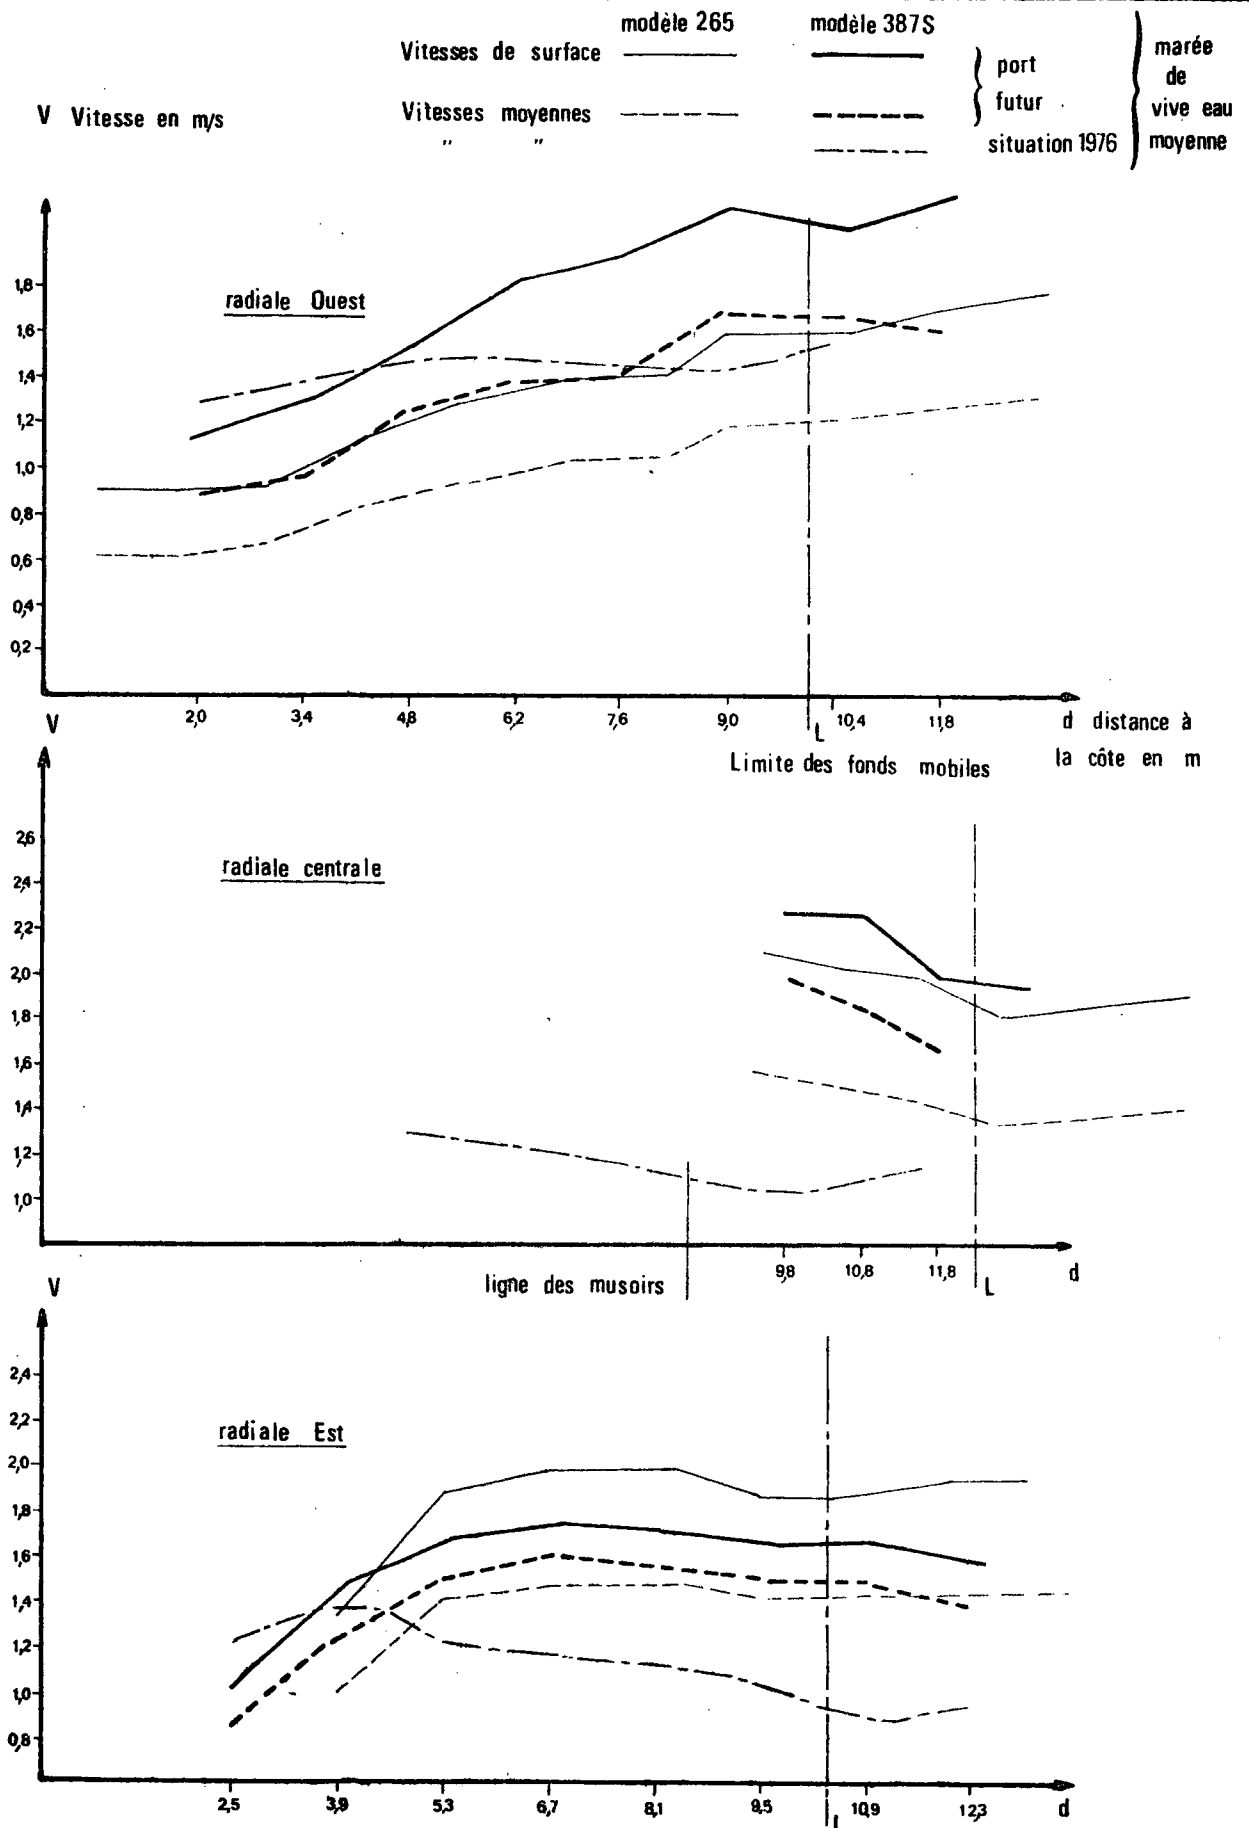 modèle 265 modèle 387S
Vitesses de surface
port
futur
marée
de
vive eau
moyenne
V Vitesse en m/s
Vitesses moyennes
" "
situation 1976
radiale Ouest
1,8
1,6
1,4
1,2
1,0
0,8
0,6
0,4
0,2
2,0 3,4 4,8 6,2 7,6 9,0 L 10,4 11,8
d distance à
la côte en m
Limite des fonds mobiles
V
radiale centrale
2,6
2,4
2,2
2,0
1,8
1,6
1,4
1,2
1,0
9,8 10,8 11,8 L d
ligne des musoirs
V
radiale Est
2,4
2,2
2,0
1,8
1,6
1,4
1,2
1,0
0,8
2,5 3,9 5,3 6,7 8,1 9,5 L 10,9 12,3 d